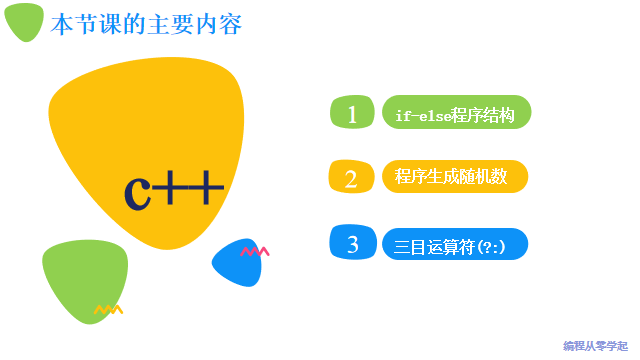 本节课的主要内容
c++
1 if-else程序结构
2 程序生成随机数
3 三目运算符(?:)
编程从零学起